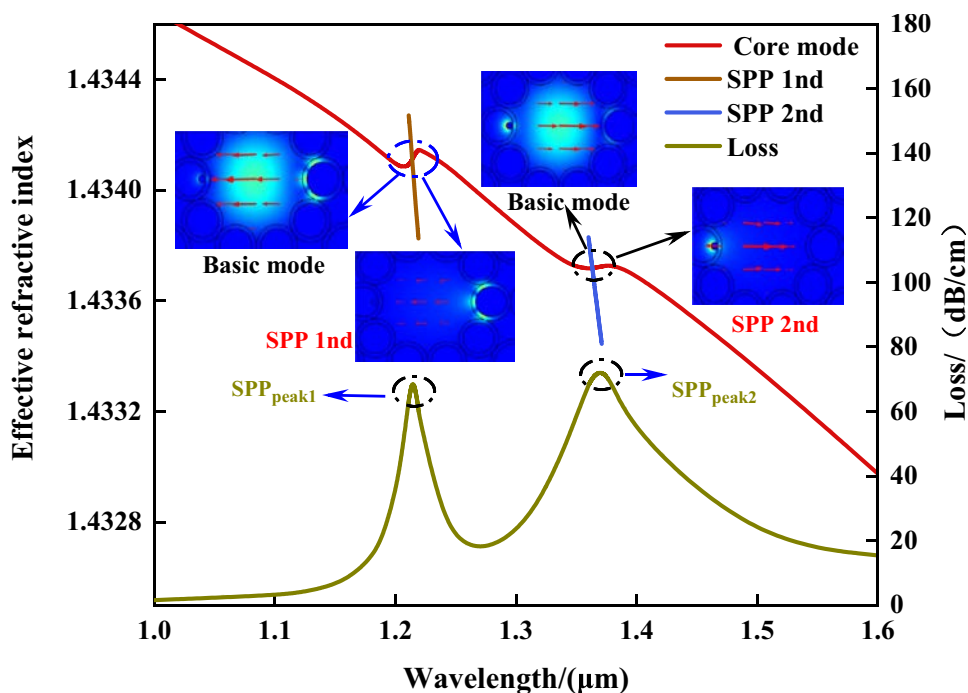 Core mode
SPP 1nd
SPP 2nd
Loss
Basic mode
Basic mode
SPP 1nd
SPP 2nd
SPPpeak1
SPPpeak2
Effective refractive index
1.4344
1.4340
1.4336
1.4332
1.4328
Loss/（dB/cm)
180
160
140
120
100
80
60
40
20
0
1.0 1.1 1.2 1.3 1.4 1.5 1.6
Wavelength/(μm)